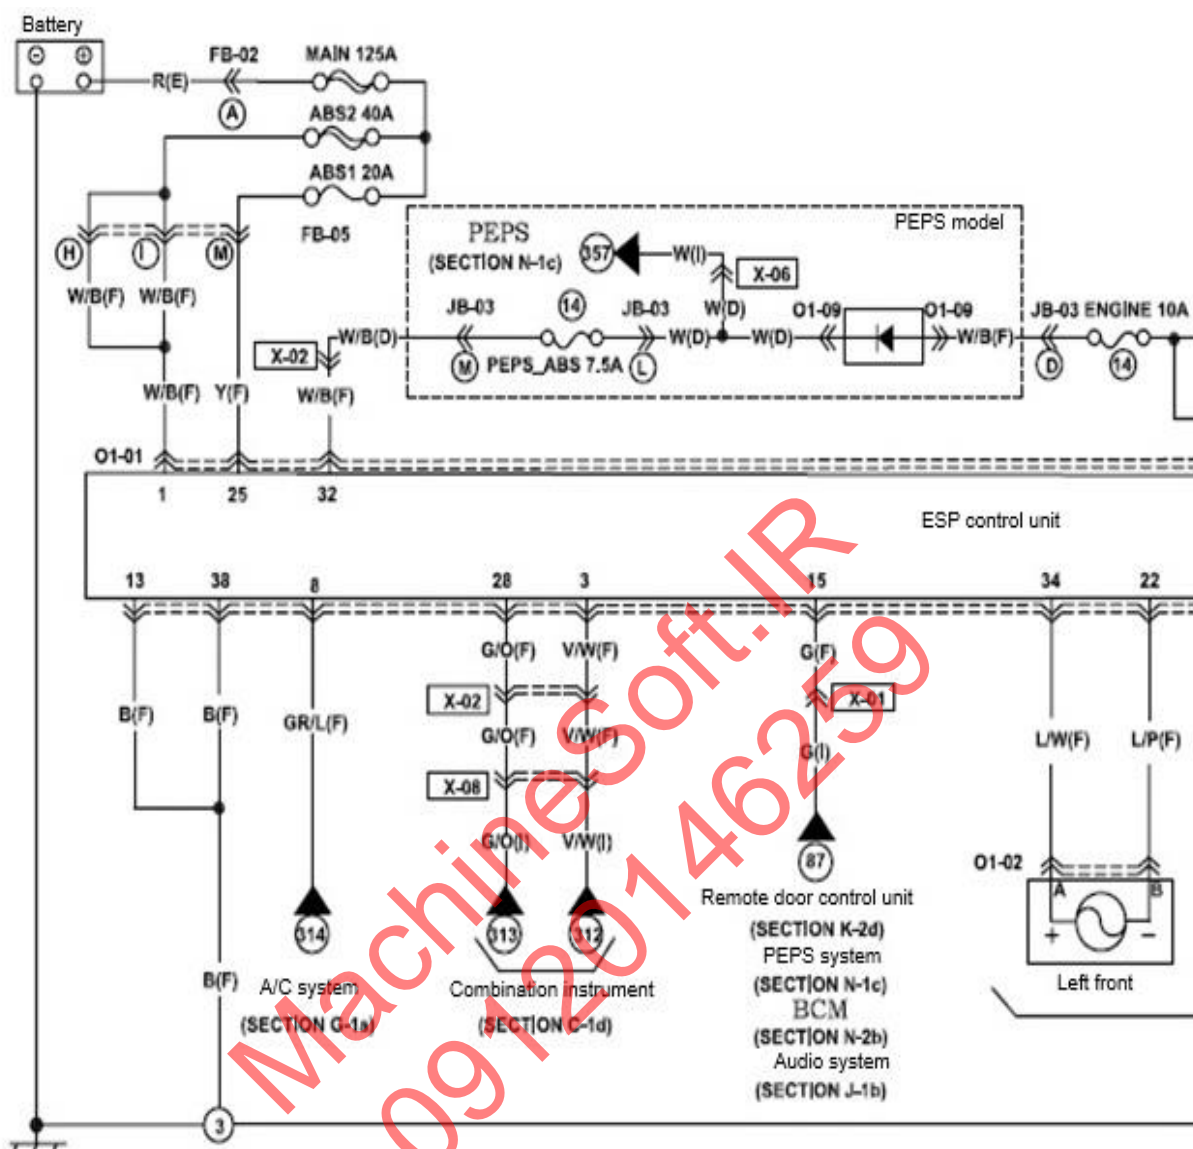 Battery
FB-02
MAIN 125A
R(E)
A
ABS2 40A
ABS1 20A
FB-05
PEPS
(SECTION N-1c)
357
W(I)
PEPS model
X-06
H
I
M
W/B(F)
W/B(F)
W/B(D)
JB-03
14
JB-03
W(D)
W(D)
W(D)
O1-09
O1-09
W/B(F)
JB-03 ENGINE 10A
X-02
M
PEPS_ABS 7.5A
L
D
14
W/B(F)
Y(F)
W/B(F)
O1-01
1
25
32
ESP control unit
13
38
8
28
3
15
34
22
G/O(F)
V/W(F)
G(F)
X-02
X-01
B(F)
B(F)
GR/L(F)
G/O(F)
V/W(F)
G(I)
L/W(F)
L/P(F)
X-08
G/O(I)
V/W(I)
87
O1-02
A
B
Remote door control unit
(SECTION K-2d)
PEPS system
(SECTION N-1c)
BCM
(SECTION N-2b)
Audio system
(SECTION J-1b)
314
313
312
+
−
Left front
B(F)
A/C system
(SECTION G-1a)
Combination instrument
(SECTION C-1d)
3
MachineSoft.IR
09120146259